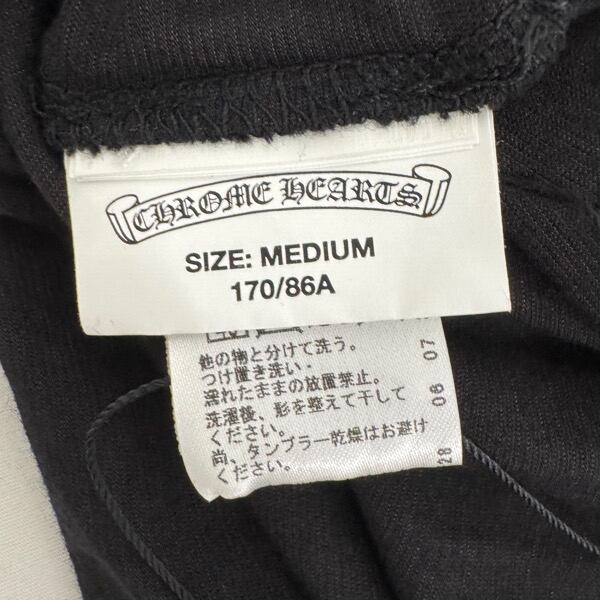 CHROME HEARTS
SIZE: MEDIUM
170/86A
他の物と分けて洗う。
つけ置き洗い・
濡れたままの放置禁止。
洗濯後、形を整えて干して
ください。
尚、タンブラー乾燥はお避け
ください。
28 06 07